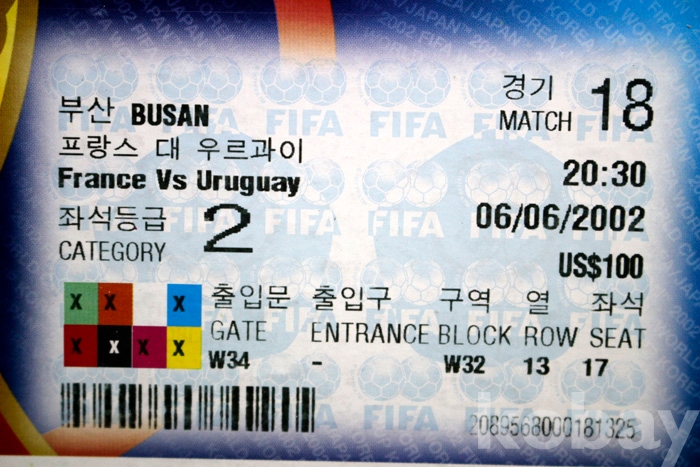 부산 BUSAN
경기 MATCH 18
프랑스 대 우르과이
France Vs Uruguay
20:30
좌석등급 CATEGORY 2
06/06/2002
US$100
출입문 출입구 구역 열 좌석
GATE ENTRANCE BLOCK ROW SEAT
W34 - W32 13 17
X X X
X X X X
2089568000181325
kobay
FIFA